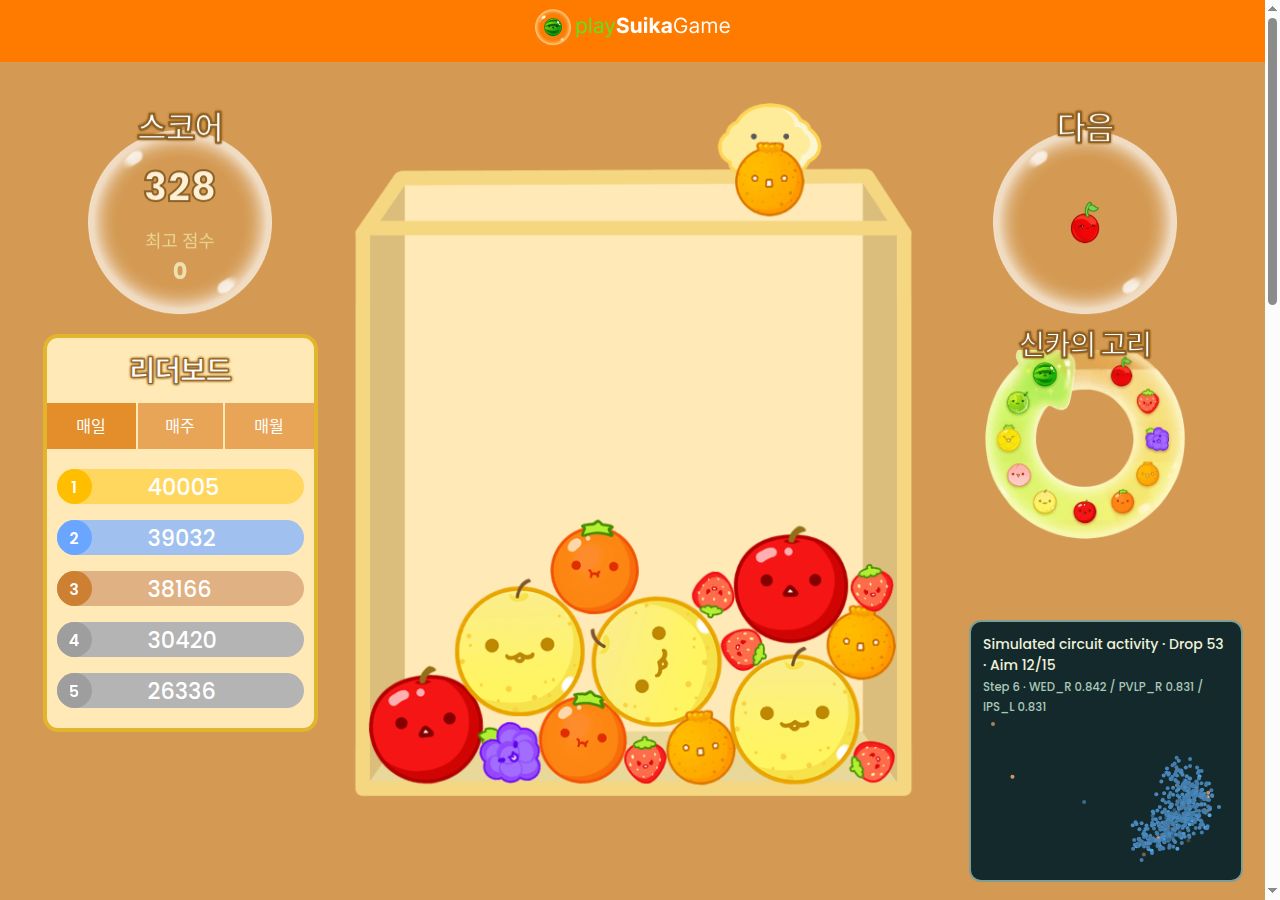 playSuikaGame
스코어
328
최고 점수
0
다음
신카의 고리
리더보드
매일 매주 매월
1 40005
2 39032
3 38166
4 30420
5 26336
Simulated circuit activity · Drop 53
· Aim 12/15
Step 6 · WED_R 0.842 / PVLP_R 0.831 /
IPS_L 0.831